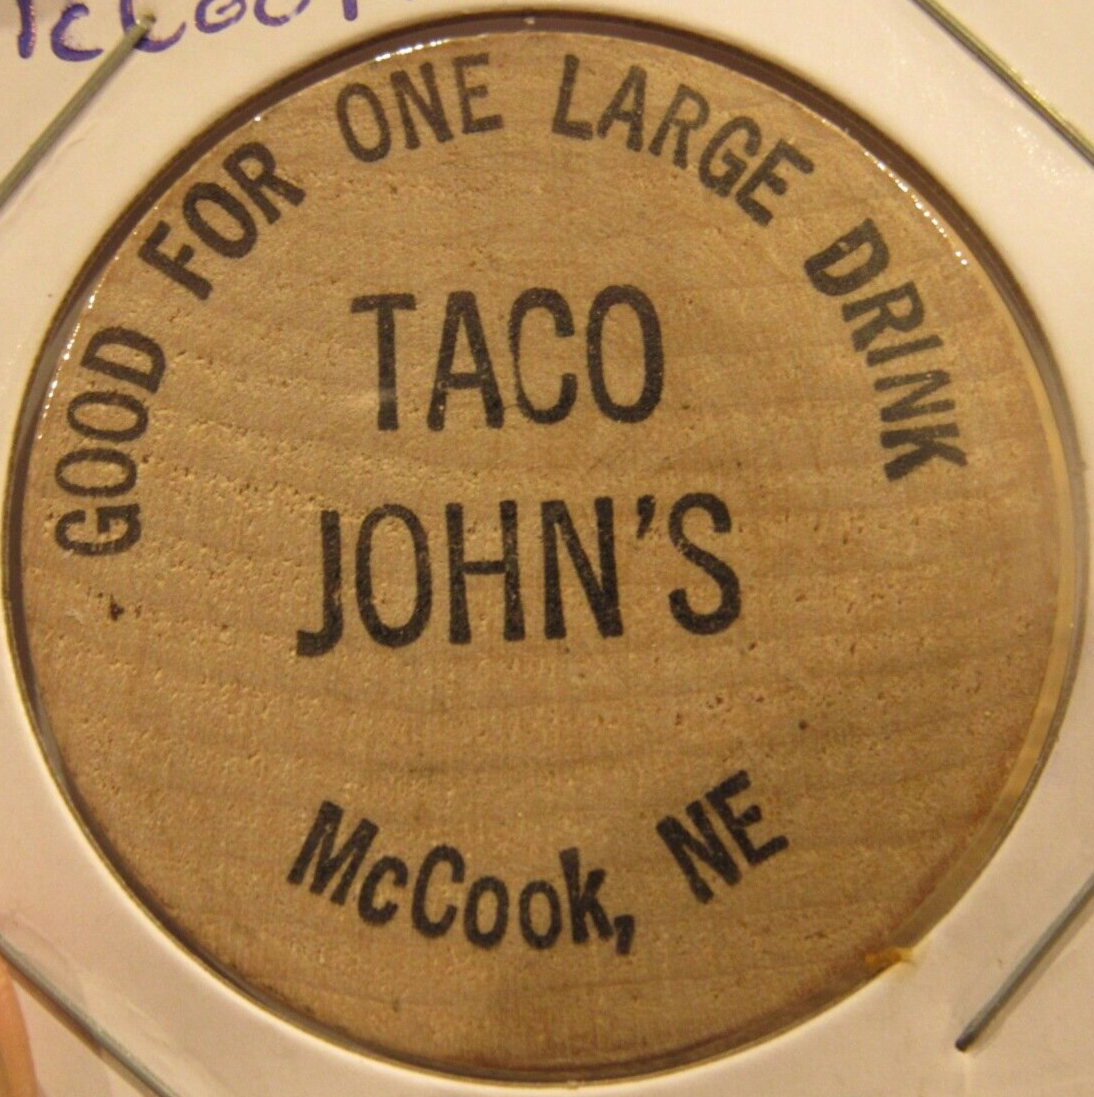 GOOD FOR ONE LARGE DRINK
TACO
JOHN'S
McCook, NE